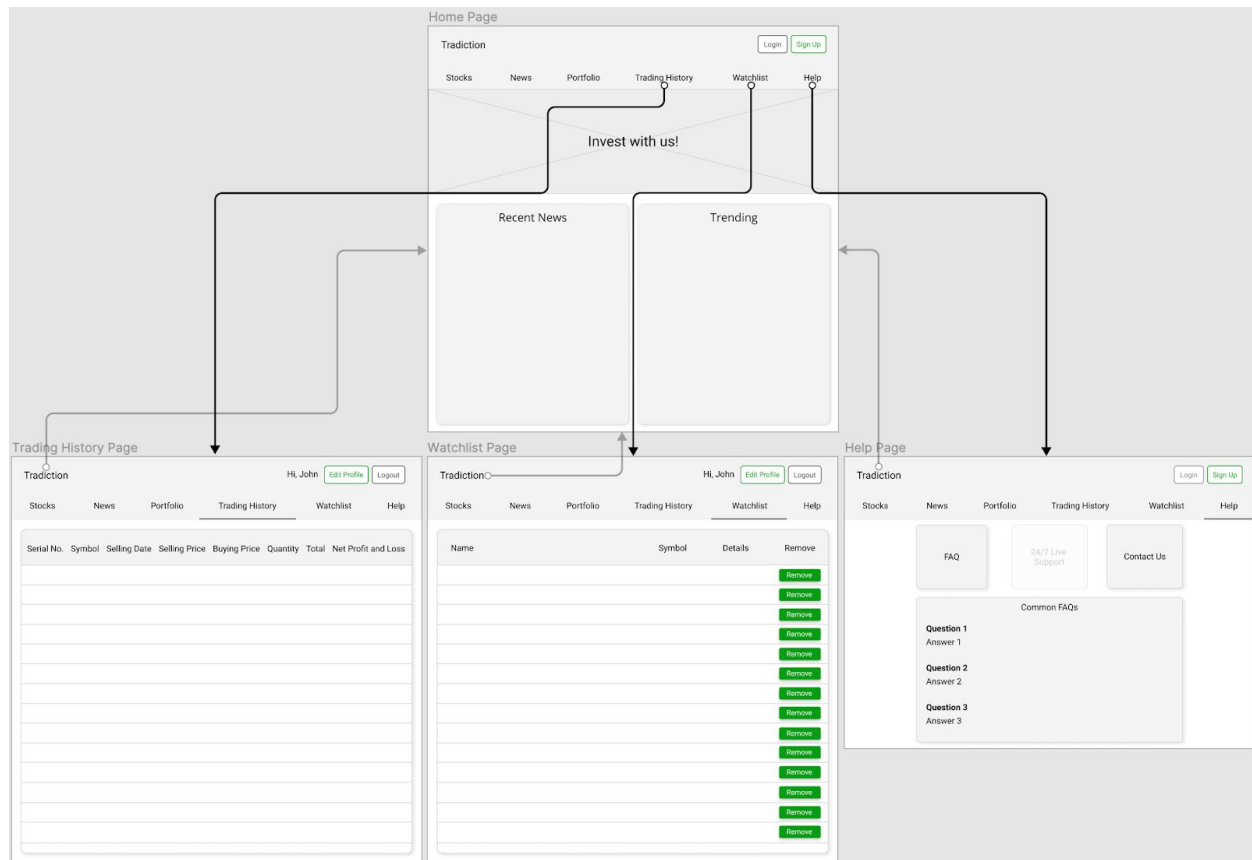 Home Page
Tradiction
Login
Sign Up
Stocks News Portfolio Trading History Watchlist Help
Invest with us!
Recent News
Trending
Trading History Page
Tradiction
Hi, John
Edit Profile
Logout
Stocks News Portfolio Trading History Watchlist Help
Serial No. Symbol Selling Date Selling Price Buying Price Quantity Total Net Profit and Loss
Watchlist Page
Tradiction
Hi, John
Edit Profile
Logout
Stocks News Portfolio Trading History Watchlist Help
Name Symbol Details Remove
Remove
Remove
Remove
Remove
Remove
Remove
Remove
Remove
Remove
Remove
Remove
Remove
Remove
Remove
Help Page
Tradiction
Login
Sign Up
Stocks News Portfolio Trading History Watchlist Help
FAQ
24/7 Live
Support
Contact Us
Common FAQs
Question 1
Answer 1
Question 2
Answer 2
Question 3
Answer 3